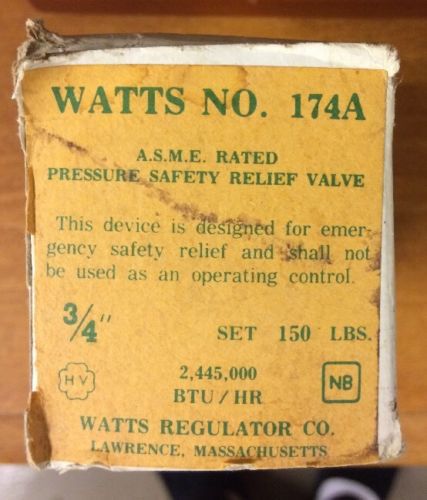 WATTS NO. 174A
A.S.M.E. RATED
PRESSURE SAFETY RELIEF VALVE
This device is designed for emer-
gency safety relief and shall not
be used as an operating control.
3/4" SET 150 LBS.
HV 2,445,000 NB
BTU/HR
WATTS REGULATOR CO.
LAWRENCE, MASSACHUSETTS